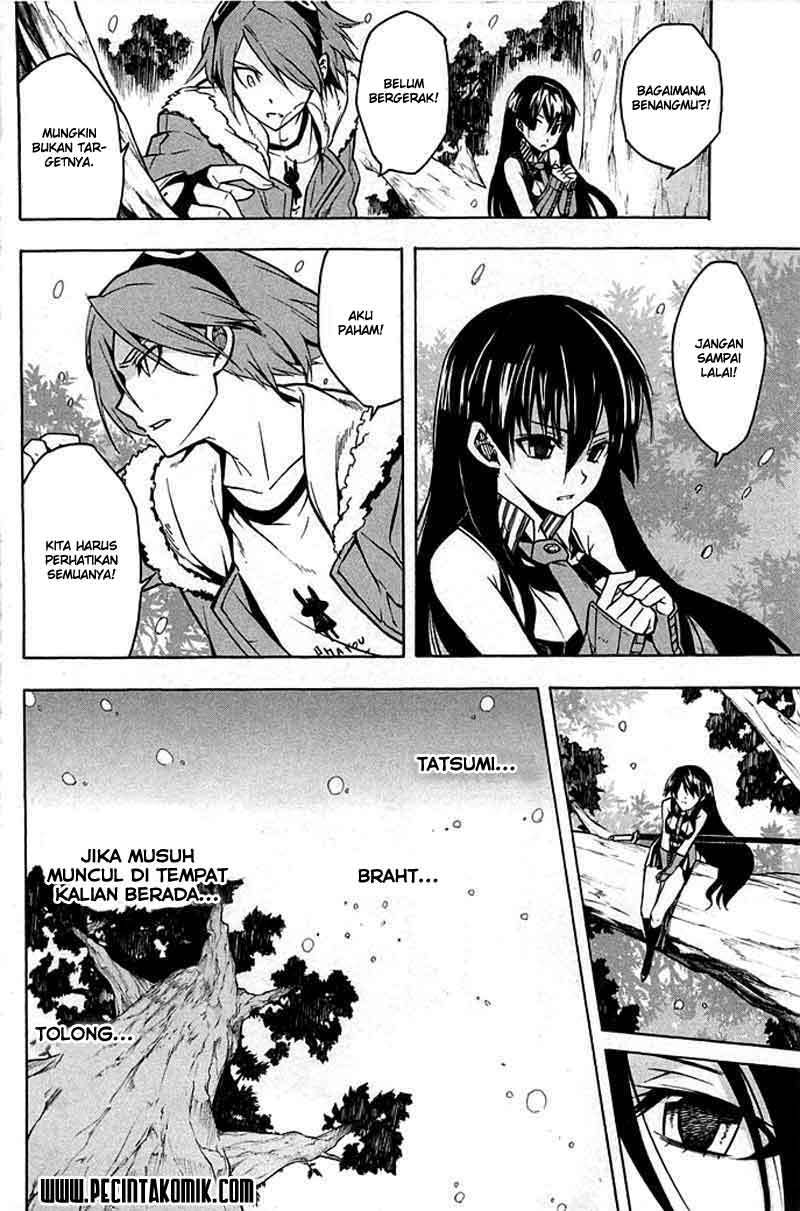 BAGAIMANA
BENANGMU?!
BELUM
BERGERAK!
MUNGKIN
BUKAN TAR-
GETNYA.
JANGAN
SAMPAI
LALAI!
AKU
PAHAM!
KITA HARUS
PERHATIKAN
SEMUANYA!
TATSUMI...
BRAHT...
JIKA MUSUH
MUNCUL DI TEMPAT
KALIAN BERADA...
TOLONG...
WWW.PECINTAKOMIK.COM